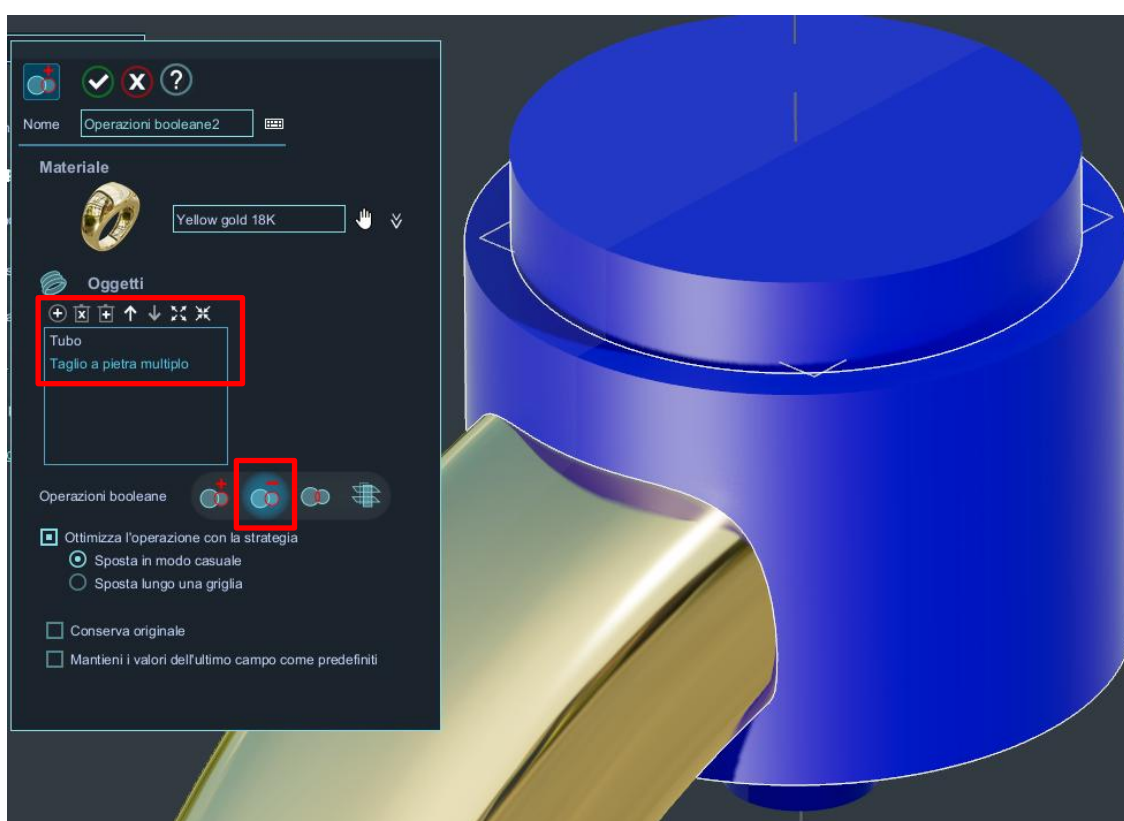 Nome Operazioni booleane2
Materiale
Yellow gold 18K
Oggetti
Tubo
Taglio a pietra multiplo
Operazioni booleane
Ottimizza l'operazione con la strategia
Sposta in modo casuale
Sposta lungo una griglia
Conserva originale
Mantieni i valori dell'ultimo campo come predefiniti